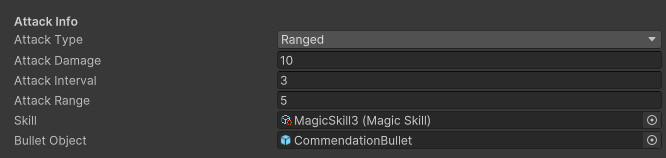 Attack Info
Attack Type Ranged
Attack Damage 10
Attack Interval 3
Attack Range 5
Skill MagicSkill3 (Magic Skill)
Bullet Object CommendationBullet